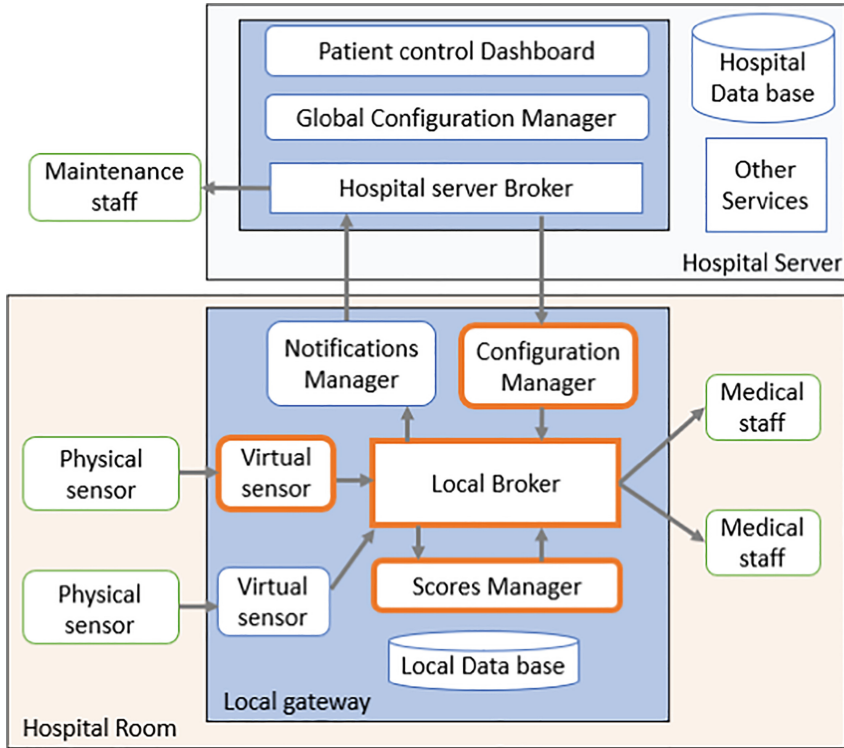 Patient control Dashboard
Hospital
Data base
Global Configuration Manager
Maintenance
staff
Hospital server Broker
Other
Services
Hospital Server
Notifications
Manager
Configuration
Manager
Medical
staff
Physical
sensor
Virtual
sensor
Local Broker
Medical
staff
Physical
sensor
Virtual
sensor
Scores Manager
Local Data base
Local gateway
Hospital Room